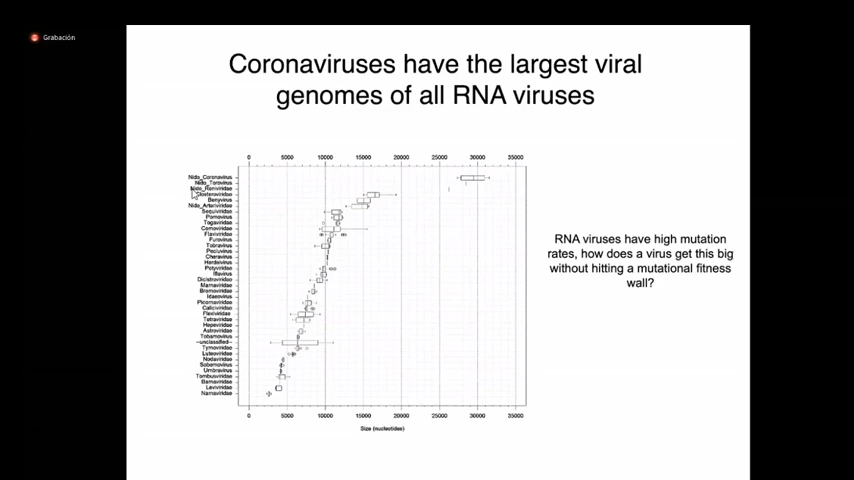 Grabación
Coronaviruses have the largest viral
genomes of all RNA viruses
0 5000 10000 15000 20000 25000 30000 35000
Nido_Coronavirus
Nido_Torovirus
Nido_Roniviridae
Closteroviridae
Benyvirus
Nido_Arteriviridae
Sequiviridae
Pomovirus
Togaviridae
Comoviridae
Flaviviridae
Furovirus
Tobravirus
Pecluvirus
Cheravirus
Hordeivirus
Potyviridae
Iflavirus
Dicistroviridae
Marnaviridae
Bromoviridae
Idaeovirus
Picornaviridae
Caliciviridae
Flexiviridae
Tetraviridae
Hepeviridae
Astroviridae
Tobamovirus
--unclassified--
Tymoviridae
Luteoviridae
Nodaviridae
Sobemovirus
Umbravirus
Tombusviridae
Barnaviridae
Leviviridae
Narnaviridae
0 5000 10000 15000 20000 25000 30000 35000
Size (nucleotides)
RNA viruses have high mutation
rates, how does a virus get this big
without hitting a mutational fitness
wall?